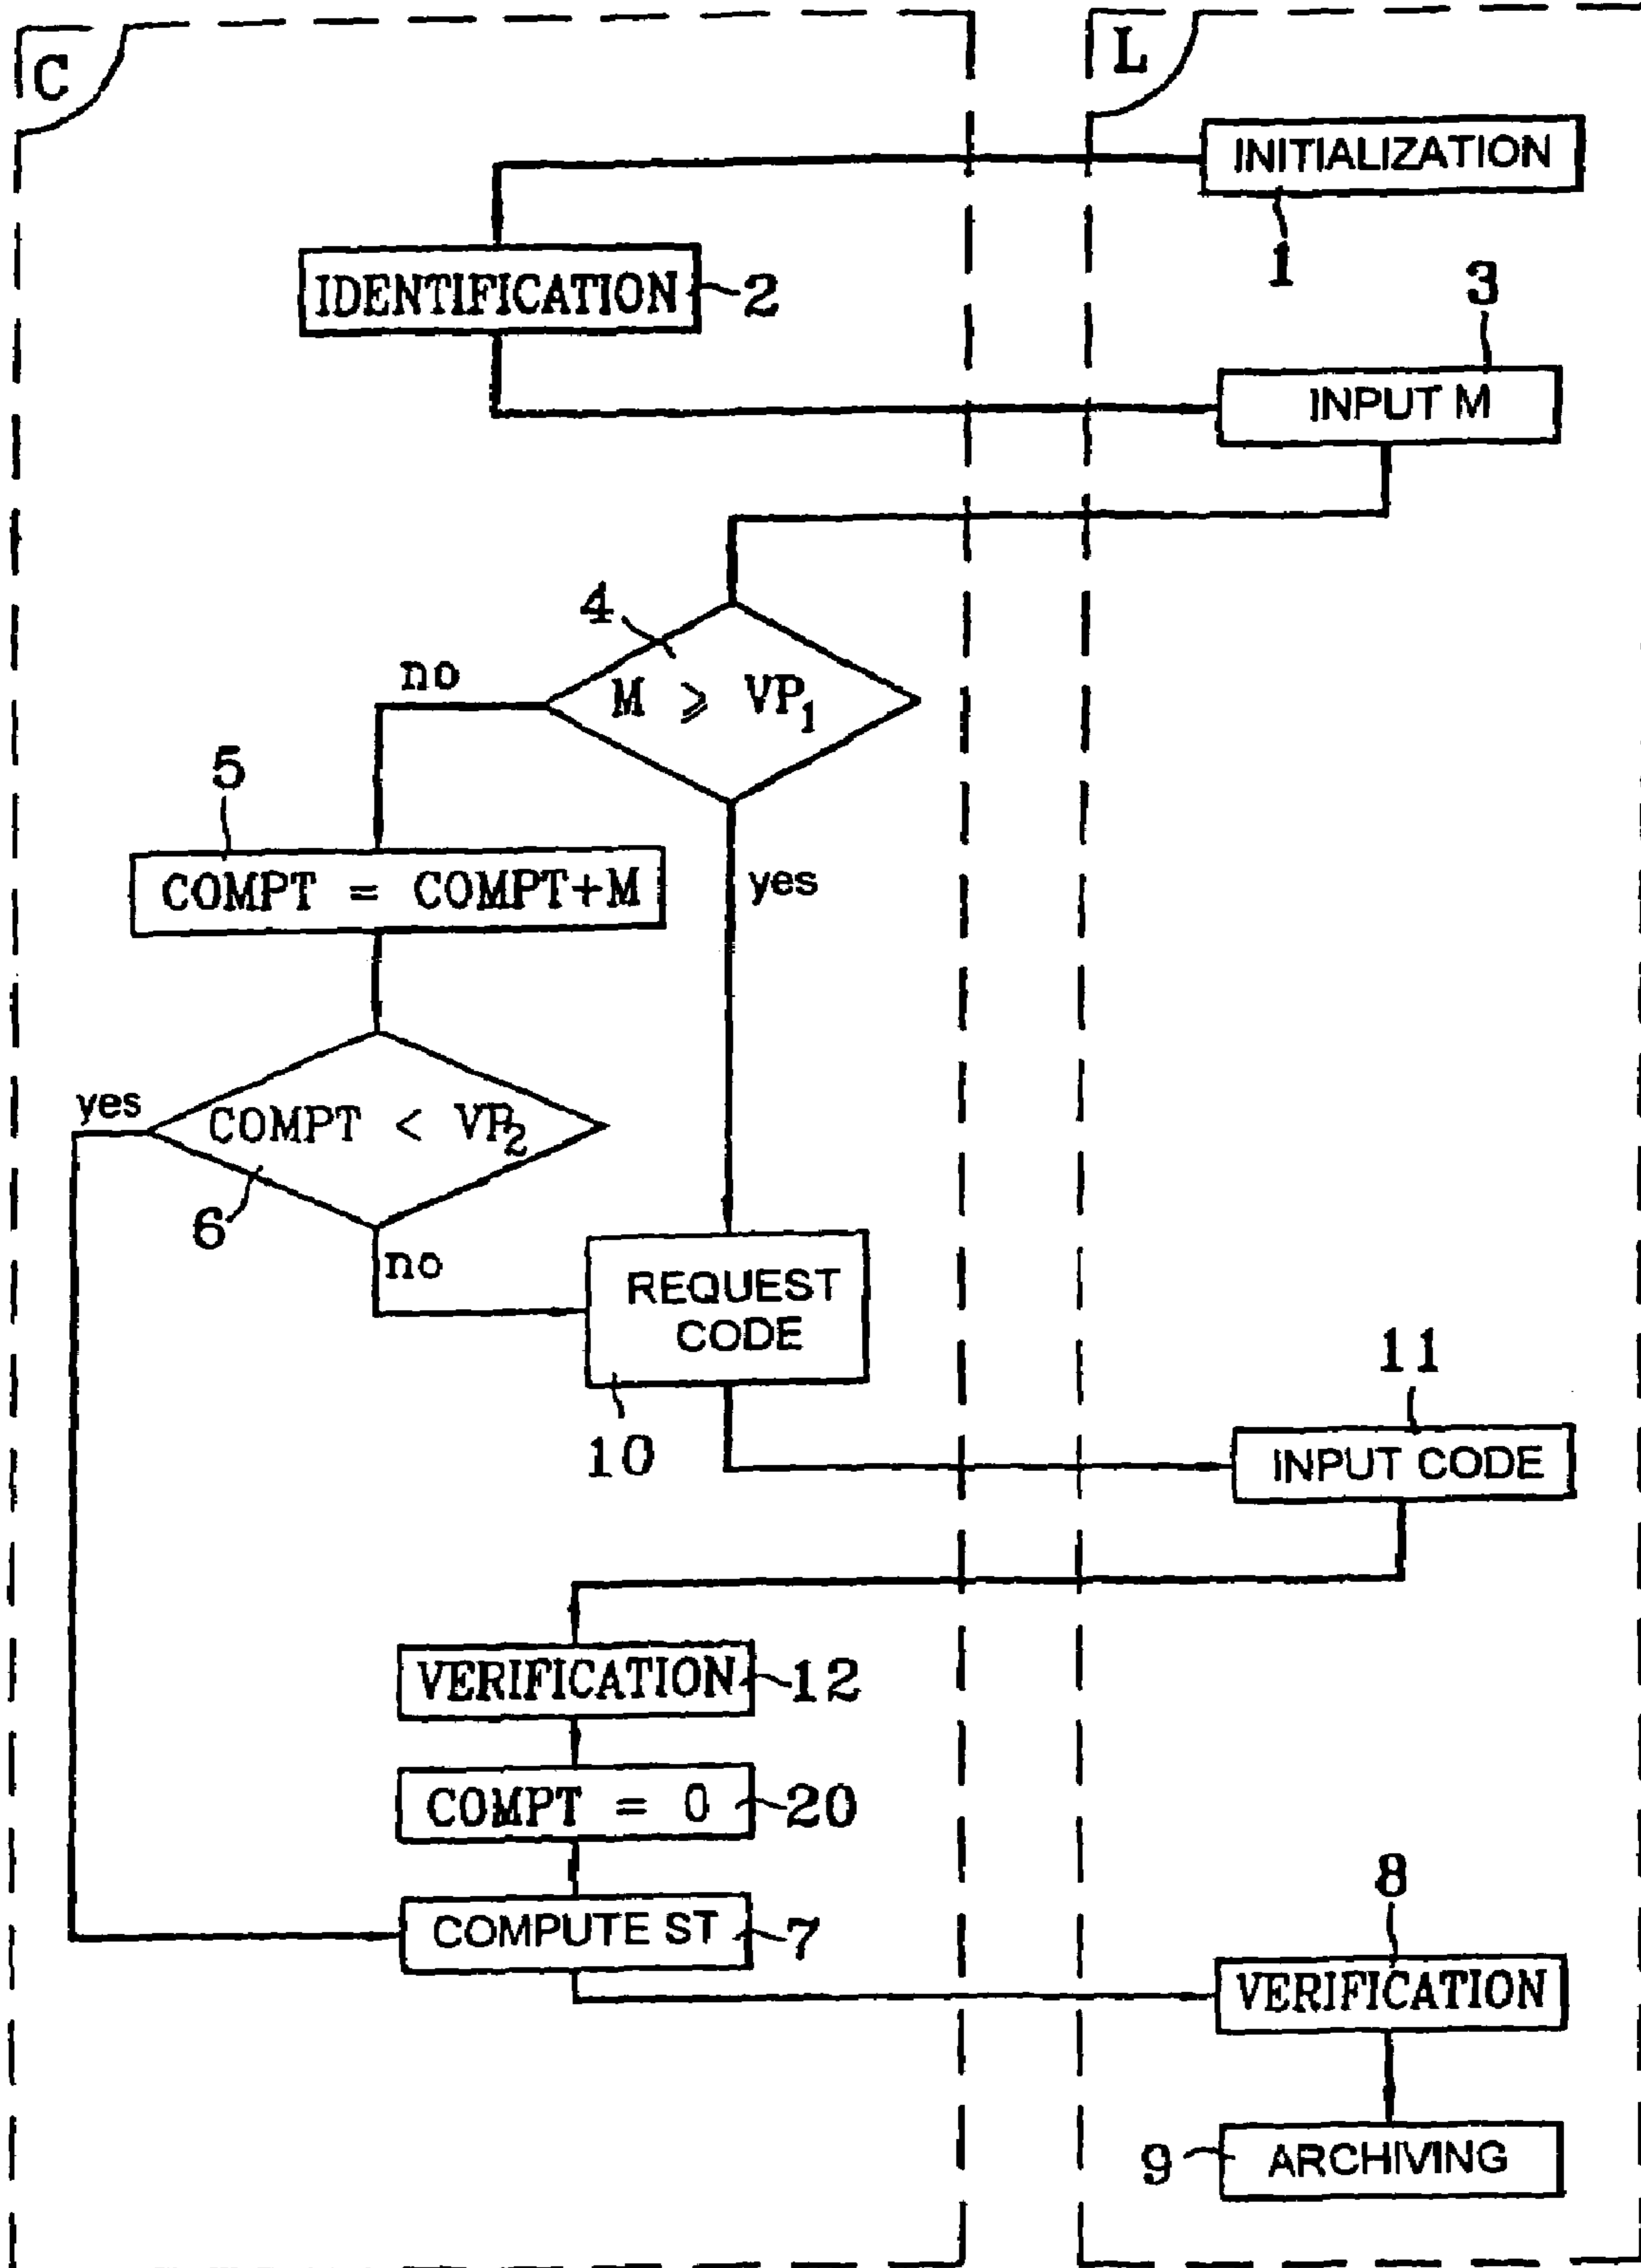 C
L
INITIALIZATION
1
IDENTIFICATION
2
3
INPUT M
4
no
M ⩾ VP1
5
COMPT = COMPT+M
yes
yes
COMPT < VP2
6
no
REQUEST
CODE
10
11
INPUT CODE
VERIFICATION
12
COMPT = 0
20
COMPUTE ST
7
8
VERIFICATION
9
ARCHIVING